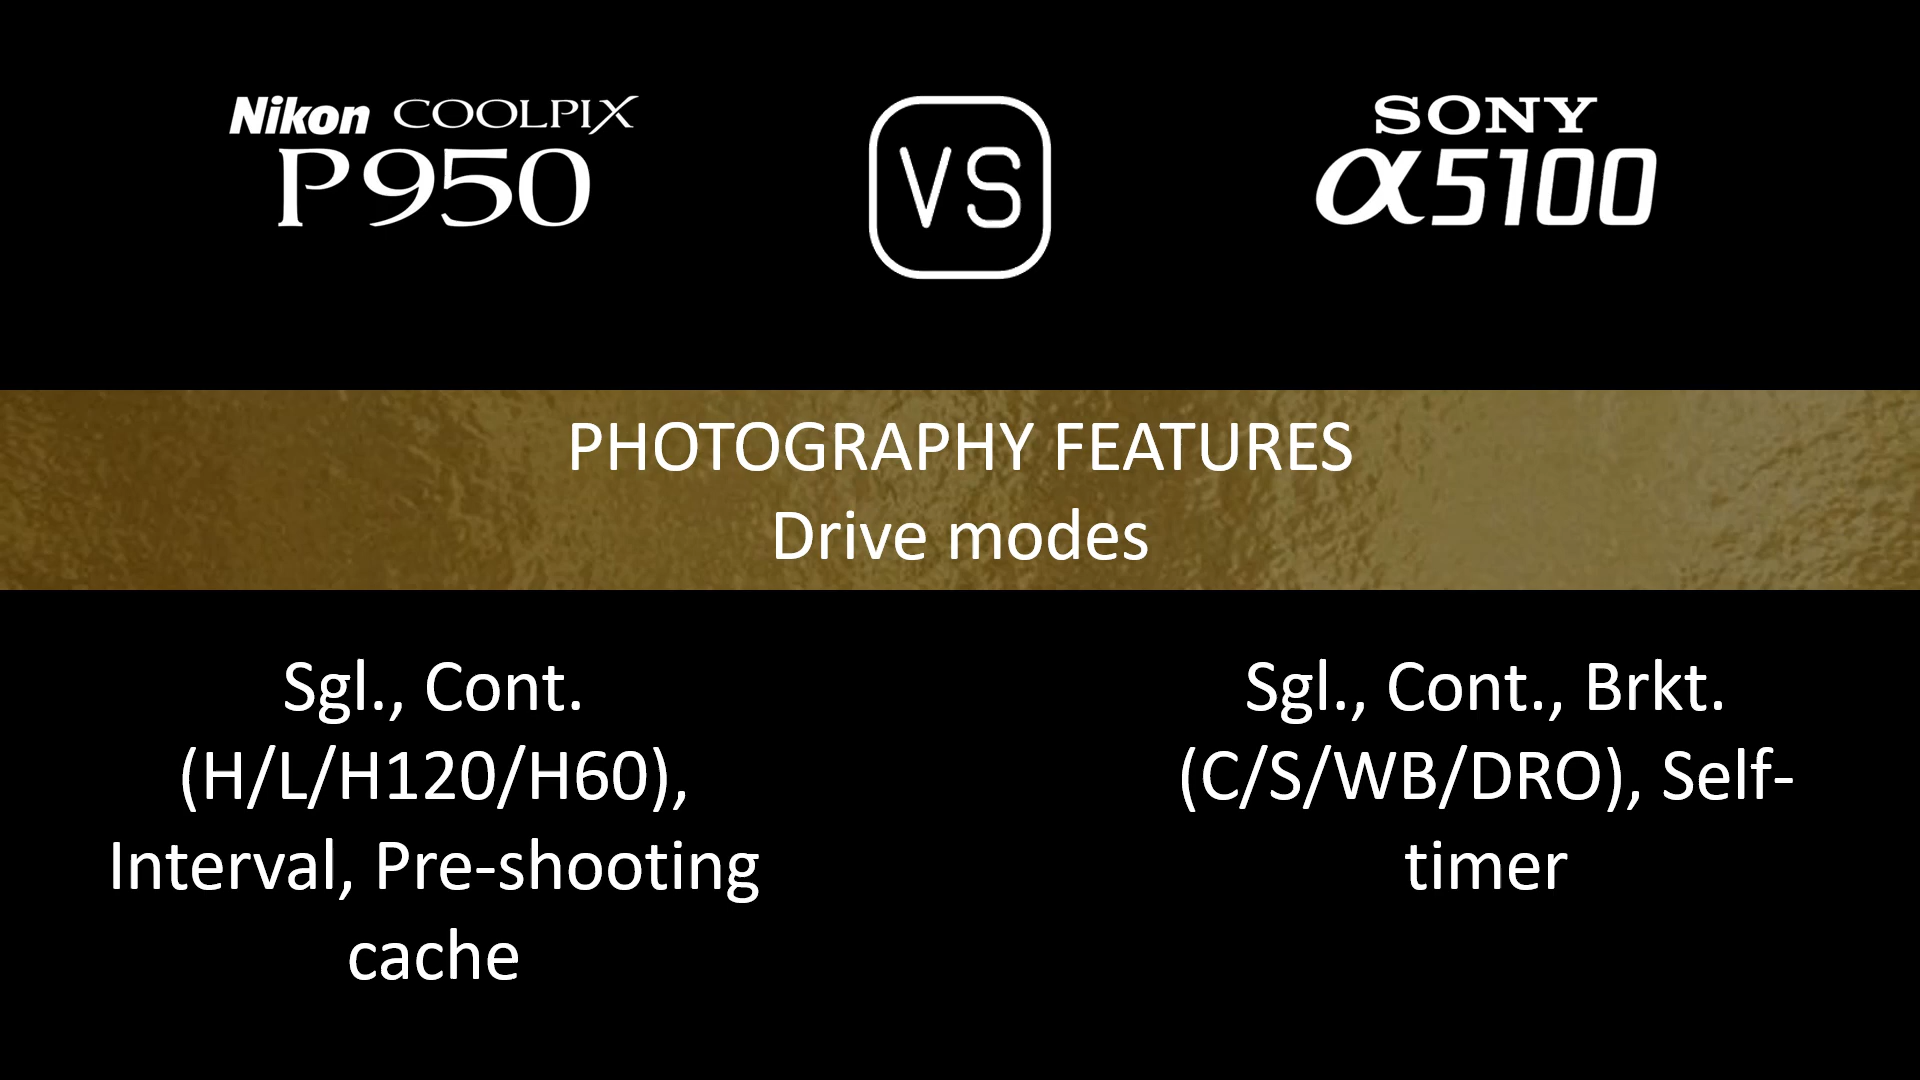 Nikon COOLPIX
P950
VS
SONY
α5100
PHOTOGRAPHY FEATURES
Drive modes
Sgl., Cont.
(H/L/H120/H60),
Interval, Pre-shooting
cache
Sgl., Cont., Brkt.
(C/S/WB/DRO), Self-
timer